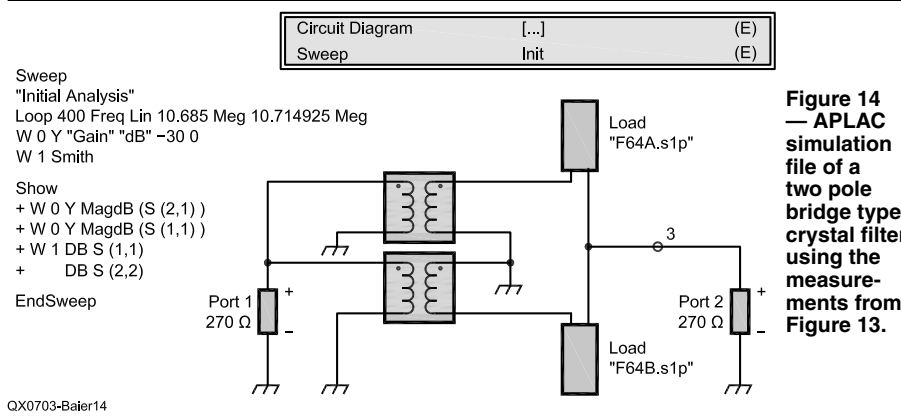 Circuit Diagram [...] (E)
Sweep Init (E)
Sweep
"Initial Analysis"
Loop 400 Freq Lin 10.685 Meg 10.714925 Meg
W 0 Y "Gain" "dB" −30 0
W 1 Smith
Show
+ W 0 Y MagdB (S (2,1) )
+ W 0 Y MagdB (S (1,1) )
+ W 1 DB S (1,1)
+ DB S (2,2)
EndSweep
Port 1
270 Ω
+
−
Load
"F64A.s1p"
3
Port 2
270 Ω
+
−
Load
"F64B.s1p"
Figure 14
— APLAC
simulation
file of a
two pole
bridge type
crystal filter
using the
measure-
ments from
Figure 13.
QX0703-Baier14